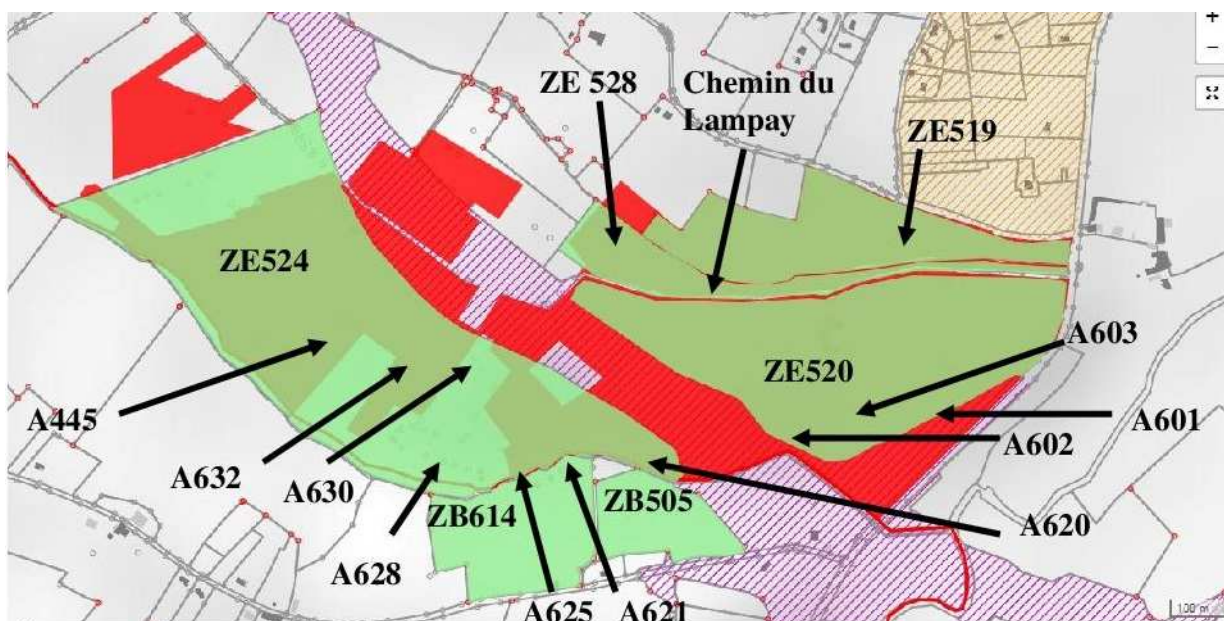 +
ZE 528
Chemin du
Lampay
−
ZE519
ZE524
A603
ZE520
A445
A601
A602
A632
A630
ZB614
ZB505
A620
A628
A625
A621
100 m